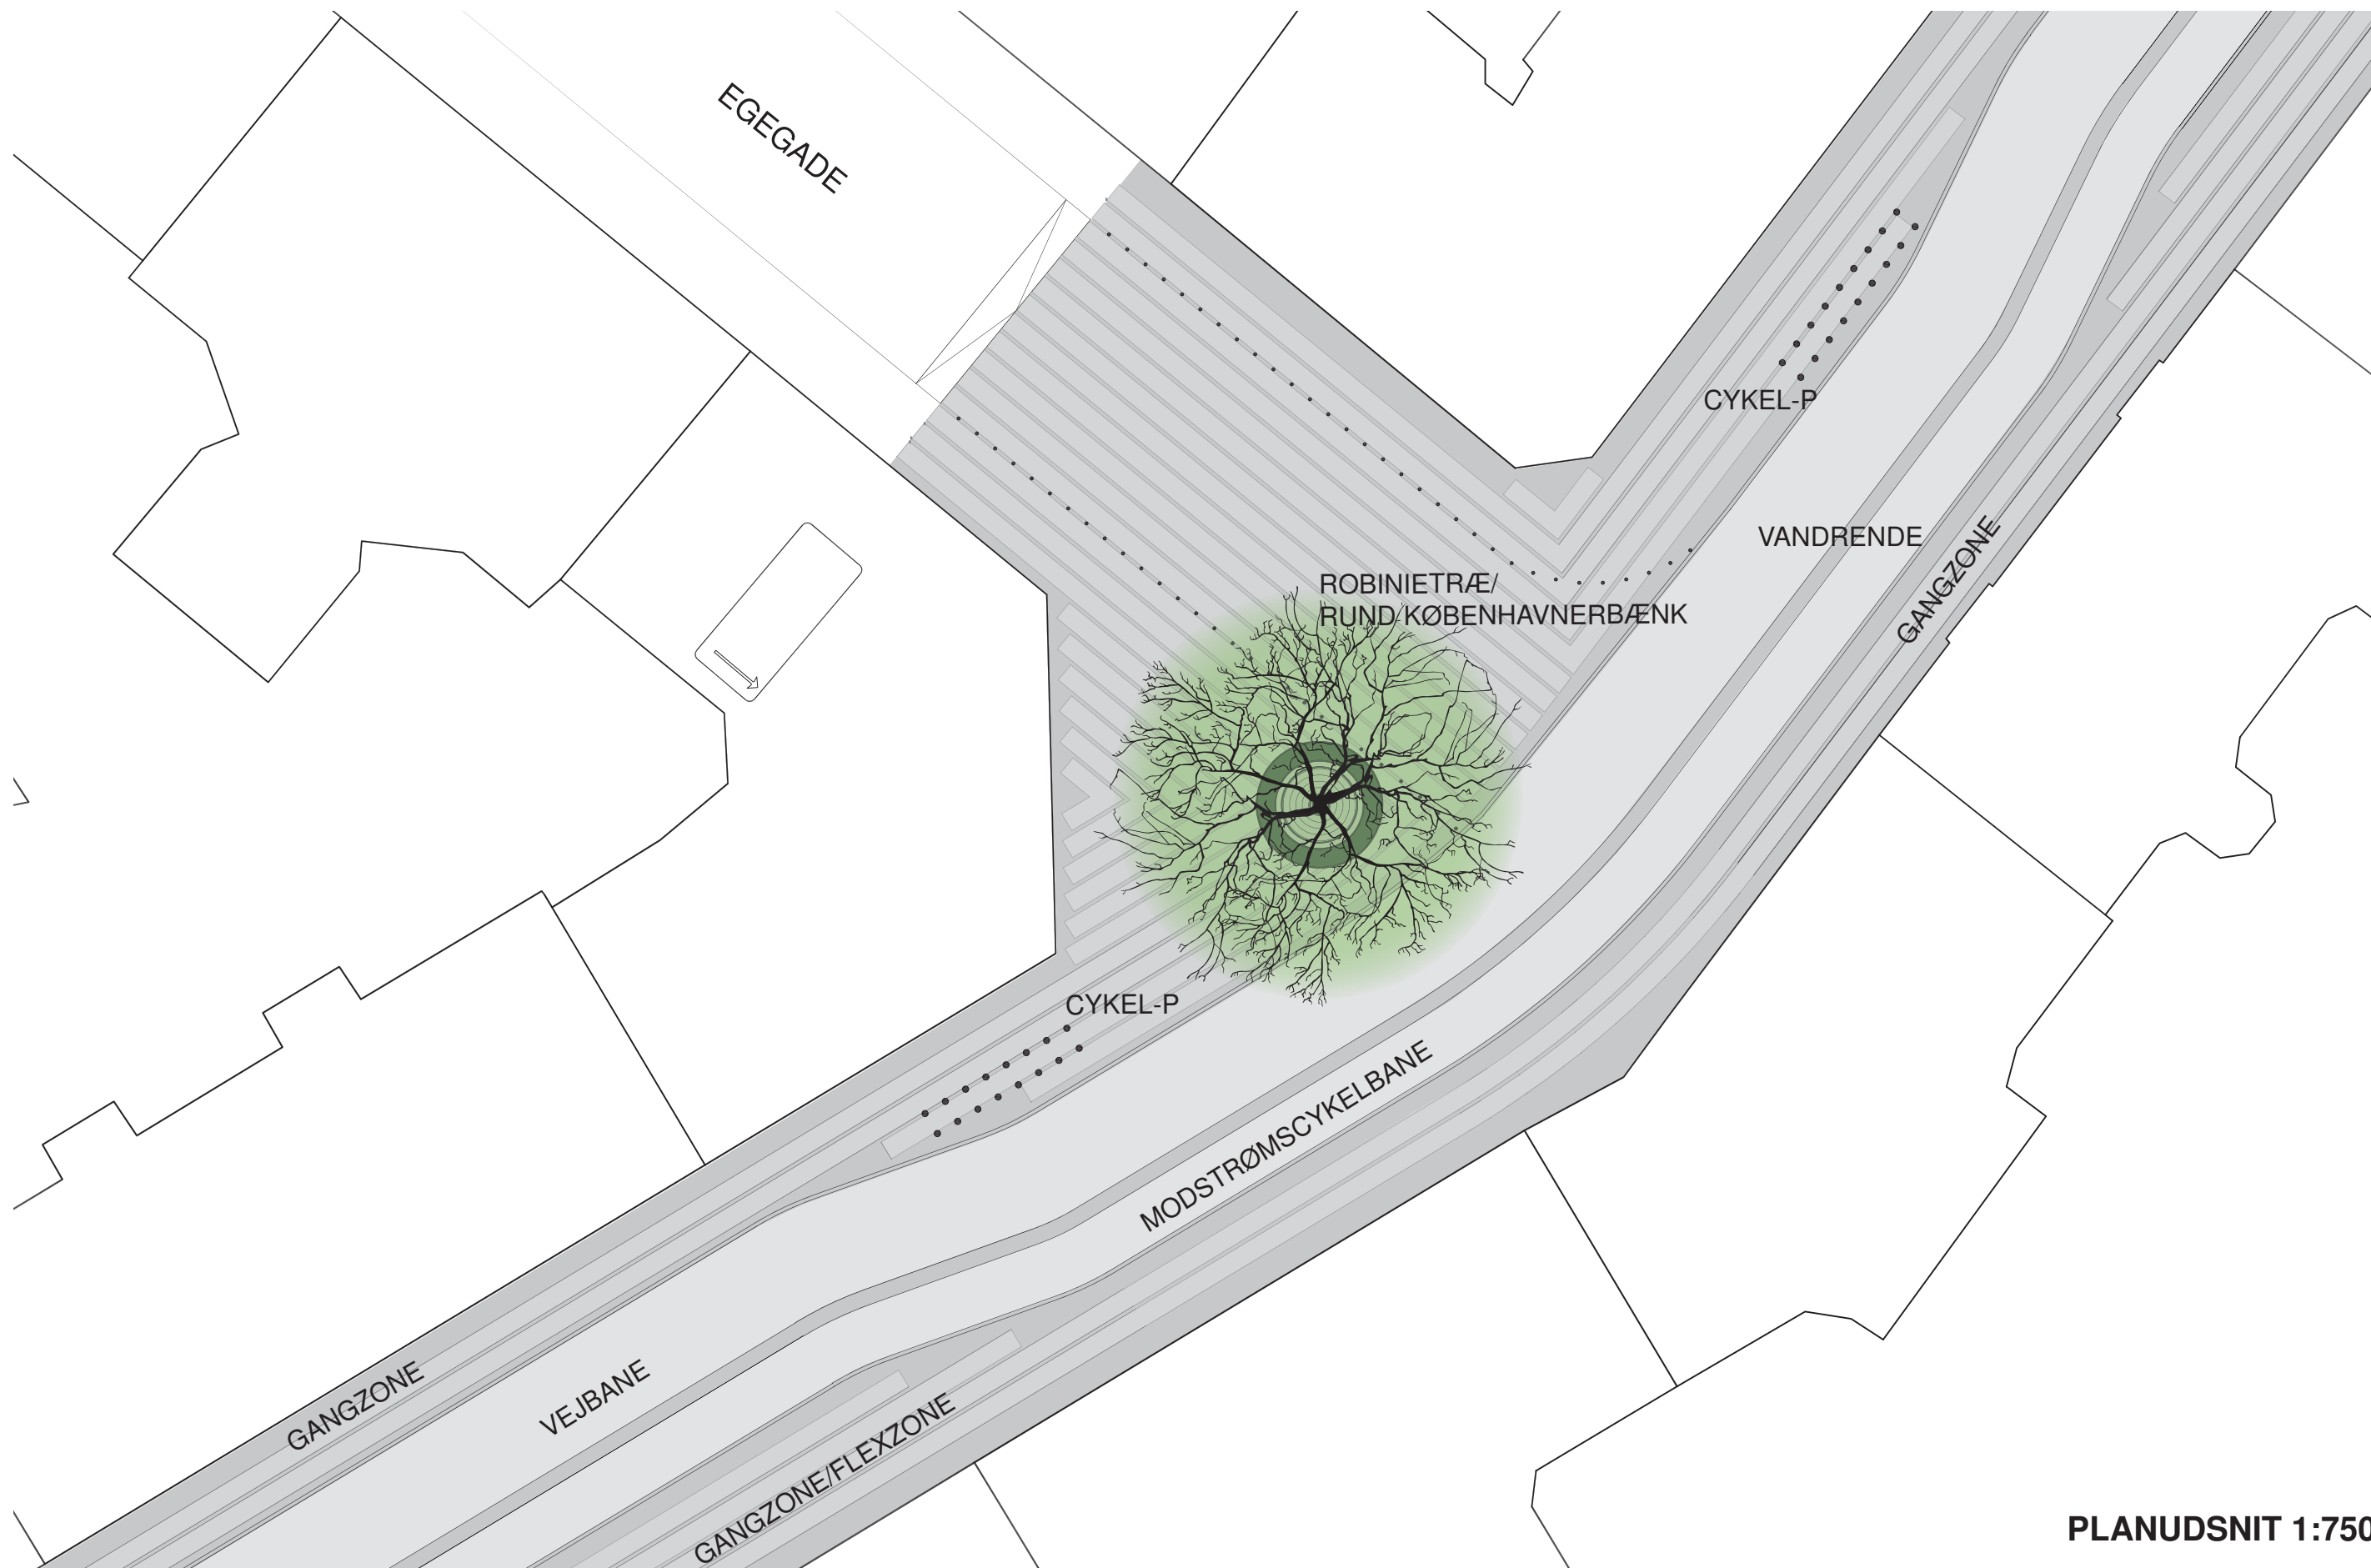 EGEGADE
CYKEL-P
VANDRENDE
GANGZONE
ROBINIETRÆ/
RUND KØBENHAVNERBÆNK
CYKEL-P
MODSTRØMSCYKELBANE
GANGZONE
VEJBANE
GANGZONE/FLEXZONE
PLANUDSNIT 1:750